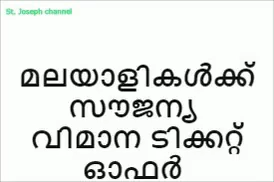 St. Joseph channel
മലയാളികൾക്ക്
സൗജന്യ
വിമാന ടിക്കറ്റ്
ഓഫർ